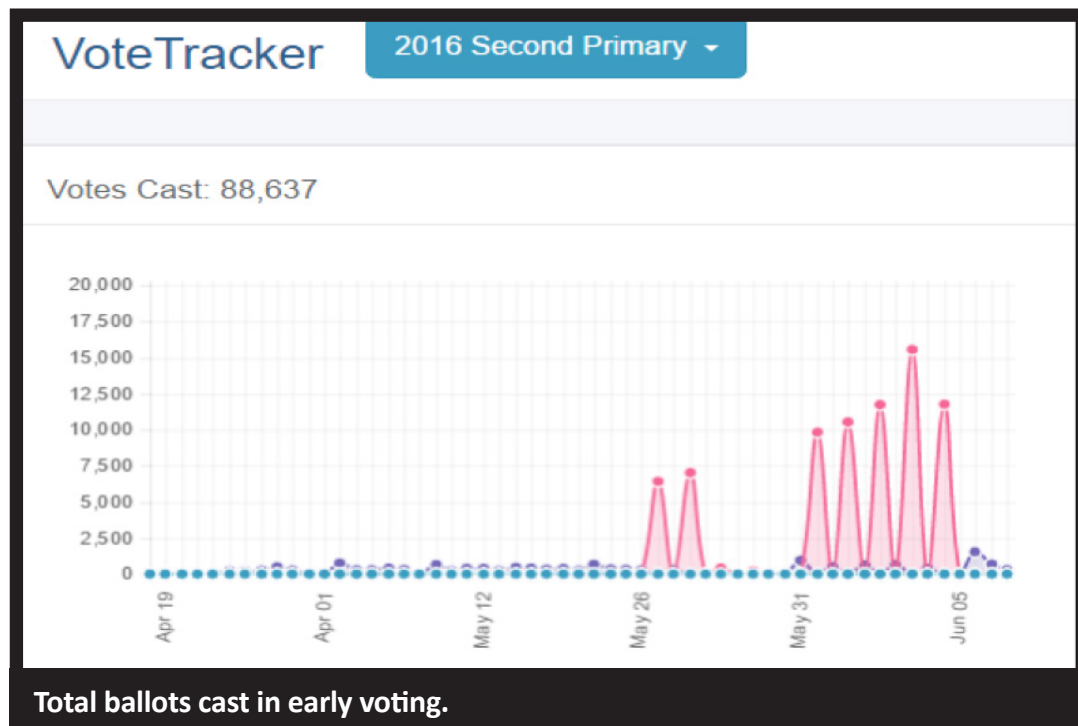 VoteTracker
2016 Second Primary
Votes Cast: 88,637
20,000
17,500
15,000
12,500
10,000
7,500
5,000
2,500
0
Apr 19
Apr 01
May 12
May 26
May 31
Jun 05
Total ballots cast in early voting.